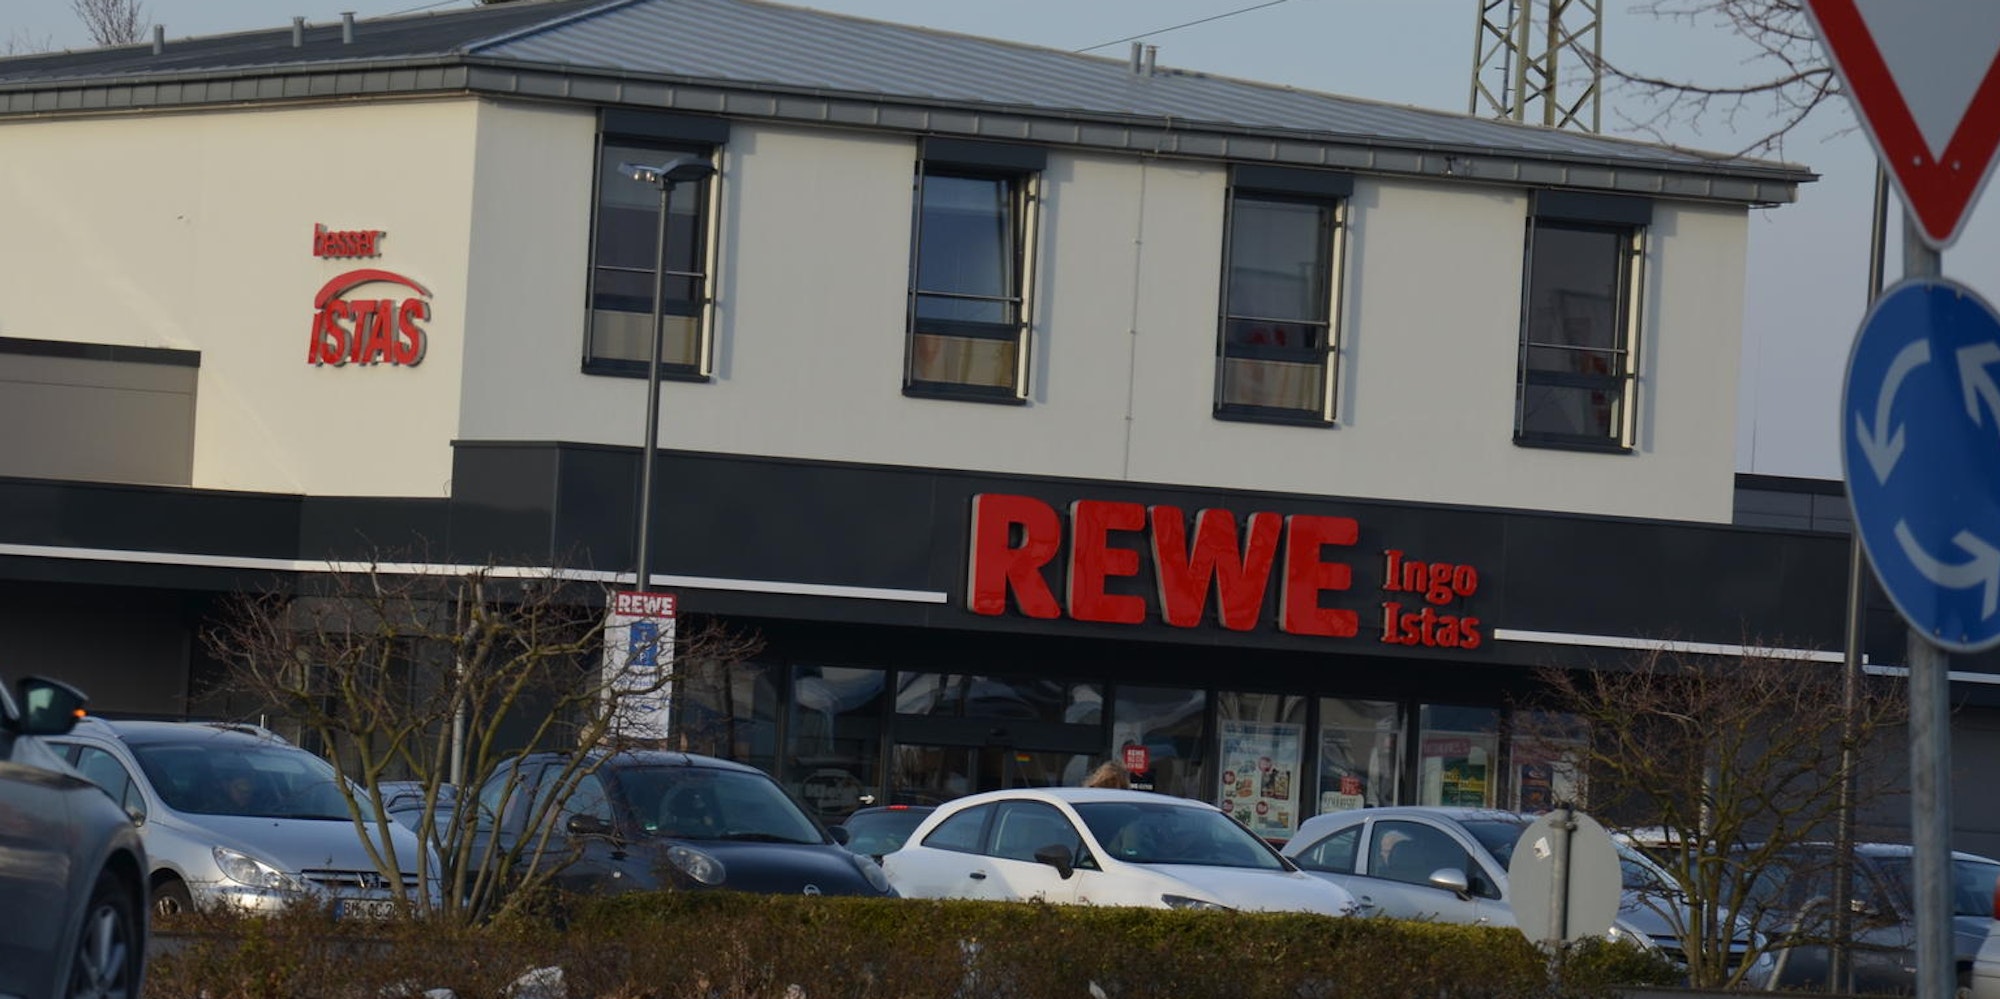 besser
ISTAS
REWE
Ingo
Istas
REWE